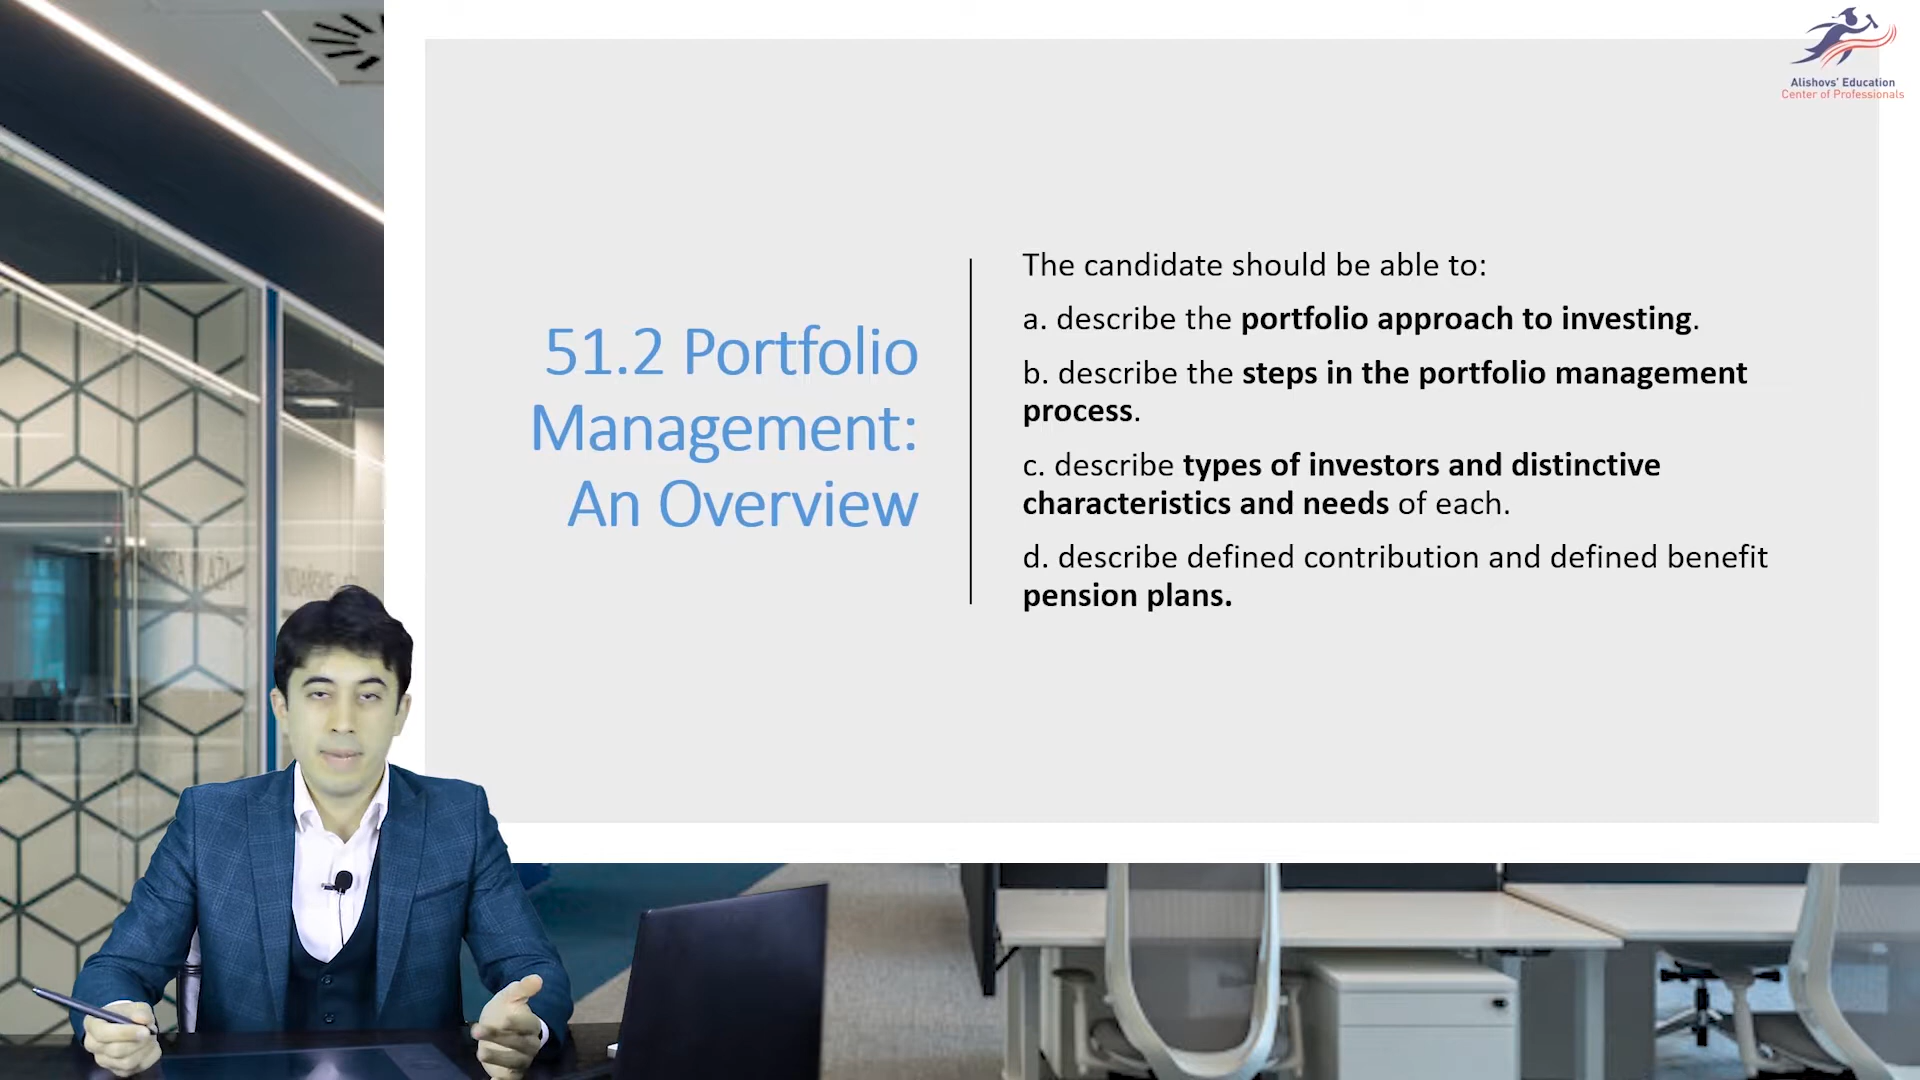 Alishovs' Education
Center of Professionals
51.2 Portfolio
Management:
An Overview
The candidate should be able to:
a. describe the portfolio approach to investing.
b. describe the steps in the portfolio management
process.
c. describe types of investors and distinctive
characteristics and needs of each.
d. describe defined contribution and defined benefit
pension plans.